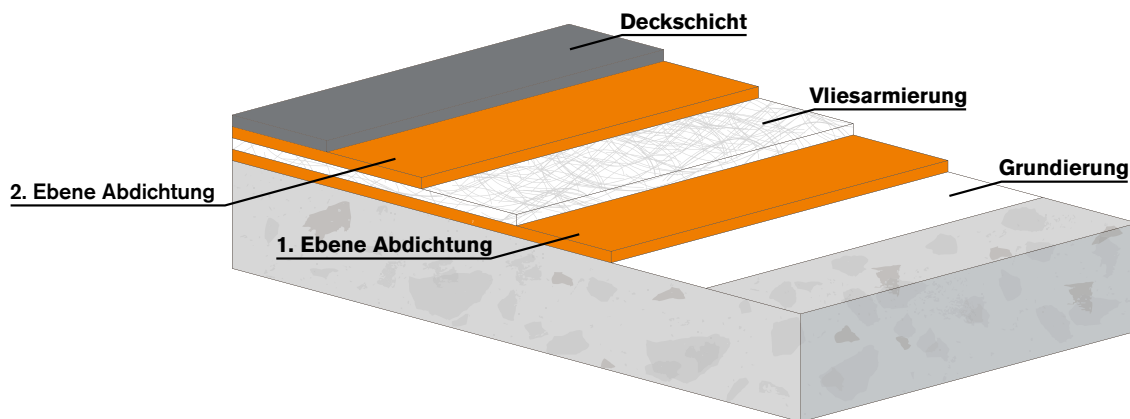 Deckschicht
Vliesarmierung
Grundierung
2. Ebene Abdichtung
1. Ebene Abdichtung